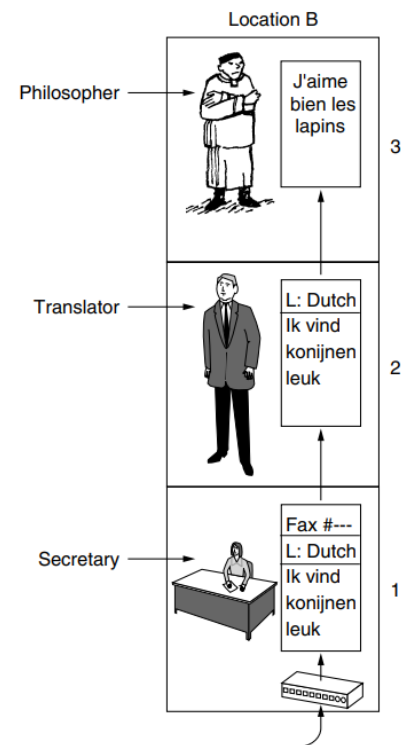 Location B
Philosopher
J'aime
bien les
lapins
3
Translator
L: Dutch
Ik vind
konijnen
leuk
2
Secretary
Fax #---
L: Dutch
Ik vind
konijnen
leuk
1